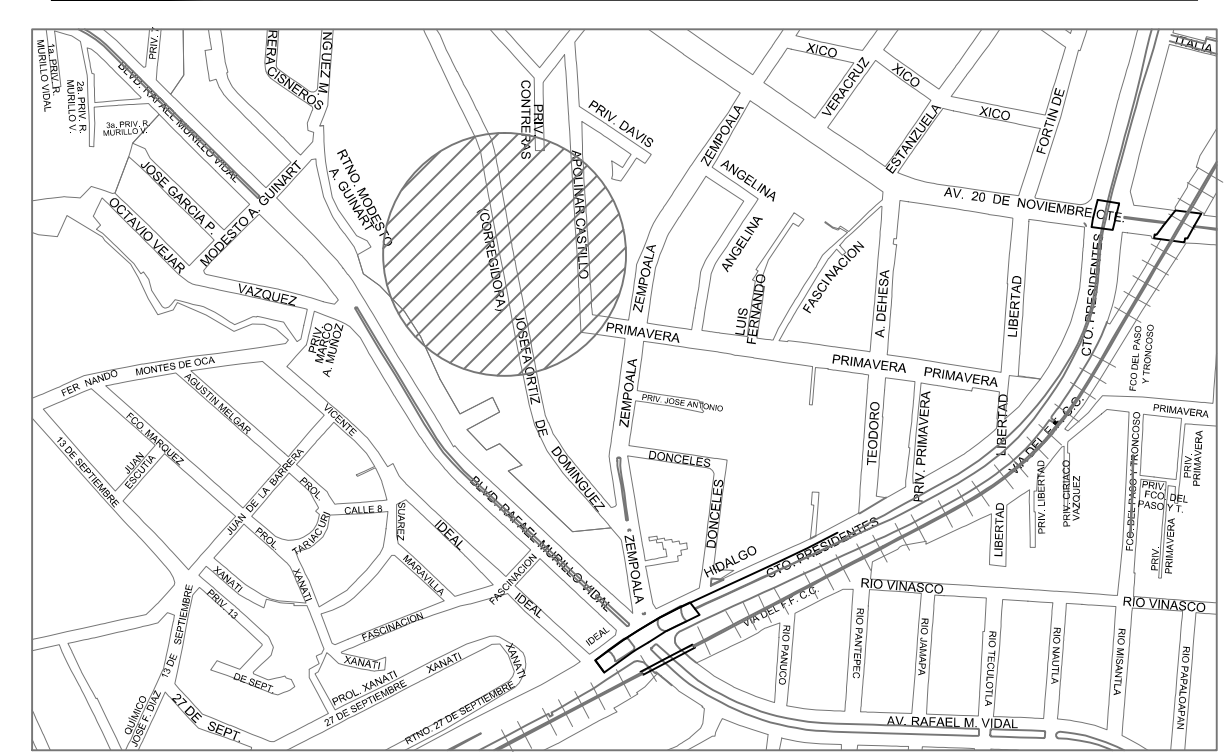 1a. PRIV. R.
MURILLO VIDAL
2a. PRIV. R.
MURILLO V.
3a. PRIV. R.
MURILLO V.
PRIV.
BLVD. RAFAEL MURILLO VIDAL
RERA CISNEROS
NGUEZ M.
JOSE GARCIA P.
OCTAVIO VEJAR
MODESTO A. GUINART
RTNO. MODESTO
A. GUINART
VAZQUEZ
PRIV.
MARCO
A. MUÑOZ
PRIV.
CONTRERAS
PRIV. DAVIS
APOLINAR CASTILLO
(CORREGIDORA)
JOSEFA ORTIZ DE DOMINGUEZ
ZEMPOALA
ANGELINA
ANGELINA
ZEMPOALA
LUIS
FERNANDO
FASCINACION
A. DEHESA
XICO
XICO
XICO
VERACRUZ
ESTANZUELA
FORTIN DE
ITALIA
AV. 20 DE NOVIEMBRE OTE.
LIBERTAD
CTO. PRESIDENTES
FCO DEL PASO
Y TRONCOSO
PRIMAVERA
PRIMAVERA
PRIMAVERA
PRIMAVERA
ZEMPOALA
PRIV. JOSE ANTONIO
DONCELES
DONCELES
TEODORO
PRIV. PRIMAVERA
LIBERTAD
VIA DEL F.F. C.C.
LIBERTAD
PRIV. LIBERTAD
PRIV. CIRIACO
VAZQUEZ
FCO. DEL PASO Y TRONCOSO
PRIV.
PRIMAVERA
PRIV.
FCO. DEL
PASO Y T.
PRIV.
PRIMAVERA
FER. NANDO MONTES DE OCA
AGUSTIN MELGAR
FCO. MARQUEZ
13 DE SEPTIEMBRE
JUAN
ESCUTIA
JUAN DE LA BARRERA
VICENTE
SUAREZ
PROL.
TARIACURI
CALLE 8
PROL.
XANATI
IDEAL
MARAVILLA
FASCINACION
IDEAL
IDEAL
BLVD. RAFAEL MURILLO VIDAL
ZEMPOALA
HIDALGO
CTO. PRESIDENTES
VIA DEL F.F. C.C.
XANATI
PRIV. 13
DE SEPT.
13 DE SEPTIEMBRE
FASCINACION
XANATI
PROL. XANATI
XANATI
XANATI
27 DE SEPTIEMBRE
RTNO. 27 DE SEPTIEMBRE
27 DE SEPT.
QUIMICO
JOSE F. DIAZ
RIO VINASCO
RIO VINASCO
RIO PANUCO
RIO PANTEPEC
RIO JAMAPA
RIO TECULOTLA
RIO NAUTLA
RIO MISANTLA
RIO PAPALOAPAN
AV. RAFAEL M. VIDAL